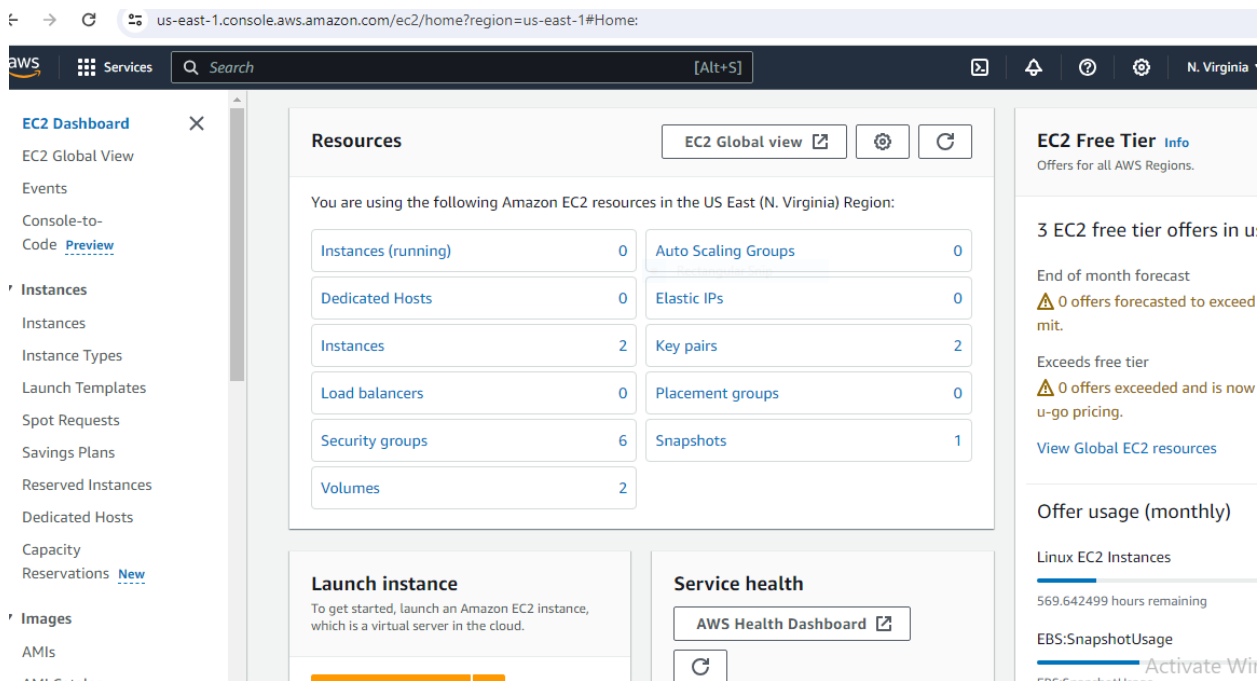 us-east-1.console.aws.amazon.com/ec2/home?region=us-east-1#Home:
aws
Services
Search
[Alt+S]
N. Virginia
EC2 Dashboard
EC2 Global View
Events
Console-to-
Code Preview
Instances
Instances
Instance Types
Launch Templates
Spot Requests
Savings Plans
Reserved Instances
Dedicated Hosts
Capacity
Reservations New
Images
AMIs
Resources
EC2 Global view
You are using the following Amazon EC2 resources in the US East (N. Virginia) Region:
Instances (running) 0
Auto Scaling Groups 0
Dedicated Hosts 0
Elastic IPs 0
Instances 2
Key pairs 2
Load balancers 0
Placement groups 0
Security groups 6
Snapshots 1
Volumes 2
Launch instance
To get started, launch an Amazon EC2 instance,
which is a virtual server in the cloud.
Service health
AWS Health Dashboard
EC2 Free Tier Info
Offers for all AWS Regions.
3 EC2 free tier offers in
End of month forecast
0 offers forecasted to exceed
mit.
Exceeds free tier
0 offers exceeded and is now
u-go pricing.
View Global EC2 resources
Offer usage (monthly)
Linux EC2 Instances
569.642499 hours remaining
EBS:SnapshotUsage
Activate